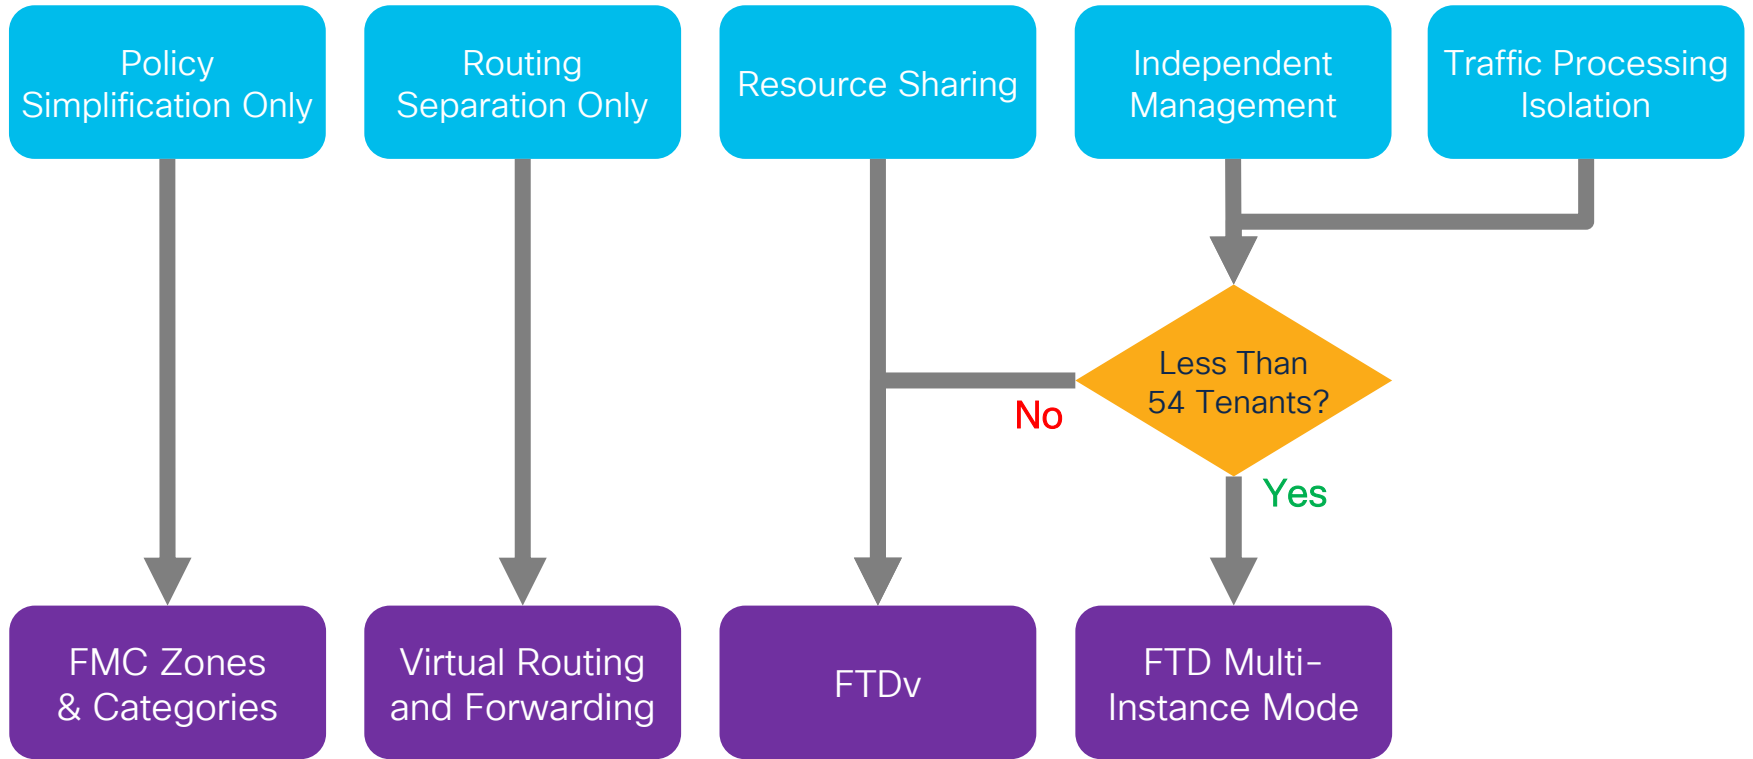 Policy
Simplification Only
Routing
Separation Only
Resource Sharing
Independent
Management
Traffic Processing
Isolation
Less Than
54 Tenants?
No
Yes
FMC Zones
& Categories
Virtual Routing
and Forwarding
FTDv
FTD Multi-
Instance Mode